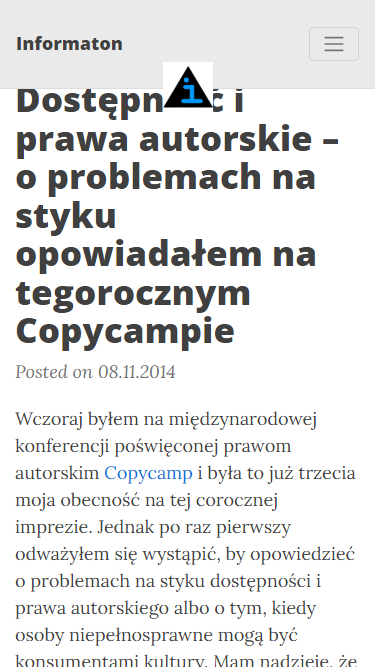 Informaton
Dostępność i
prawa autorskie –
o problemach na
styku
opowiadałem na
tegorocznym
Copycampie
Posted on 08.11.2014
Wczoraj byłem na międzynarodowej
konferencji poświęconej prawom
autorskim Copycamp i była to już trzecia
moja obecność na tej corocznej
imprezie. Jednak po raz pierwszy
odważyłem się wystąpić, by opowiedzieć
o problemach na styku dostępności i
prawa autorskiego albo o tym, kiedy
osoby niepełnosprawne mogą być
konsumentami kultury. Mam nadzieję, że